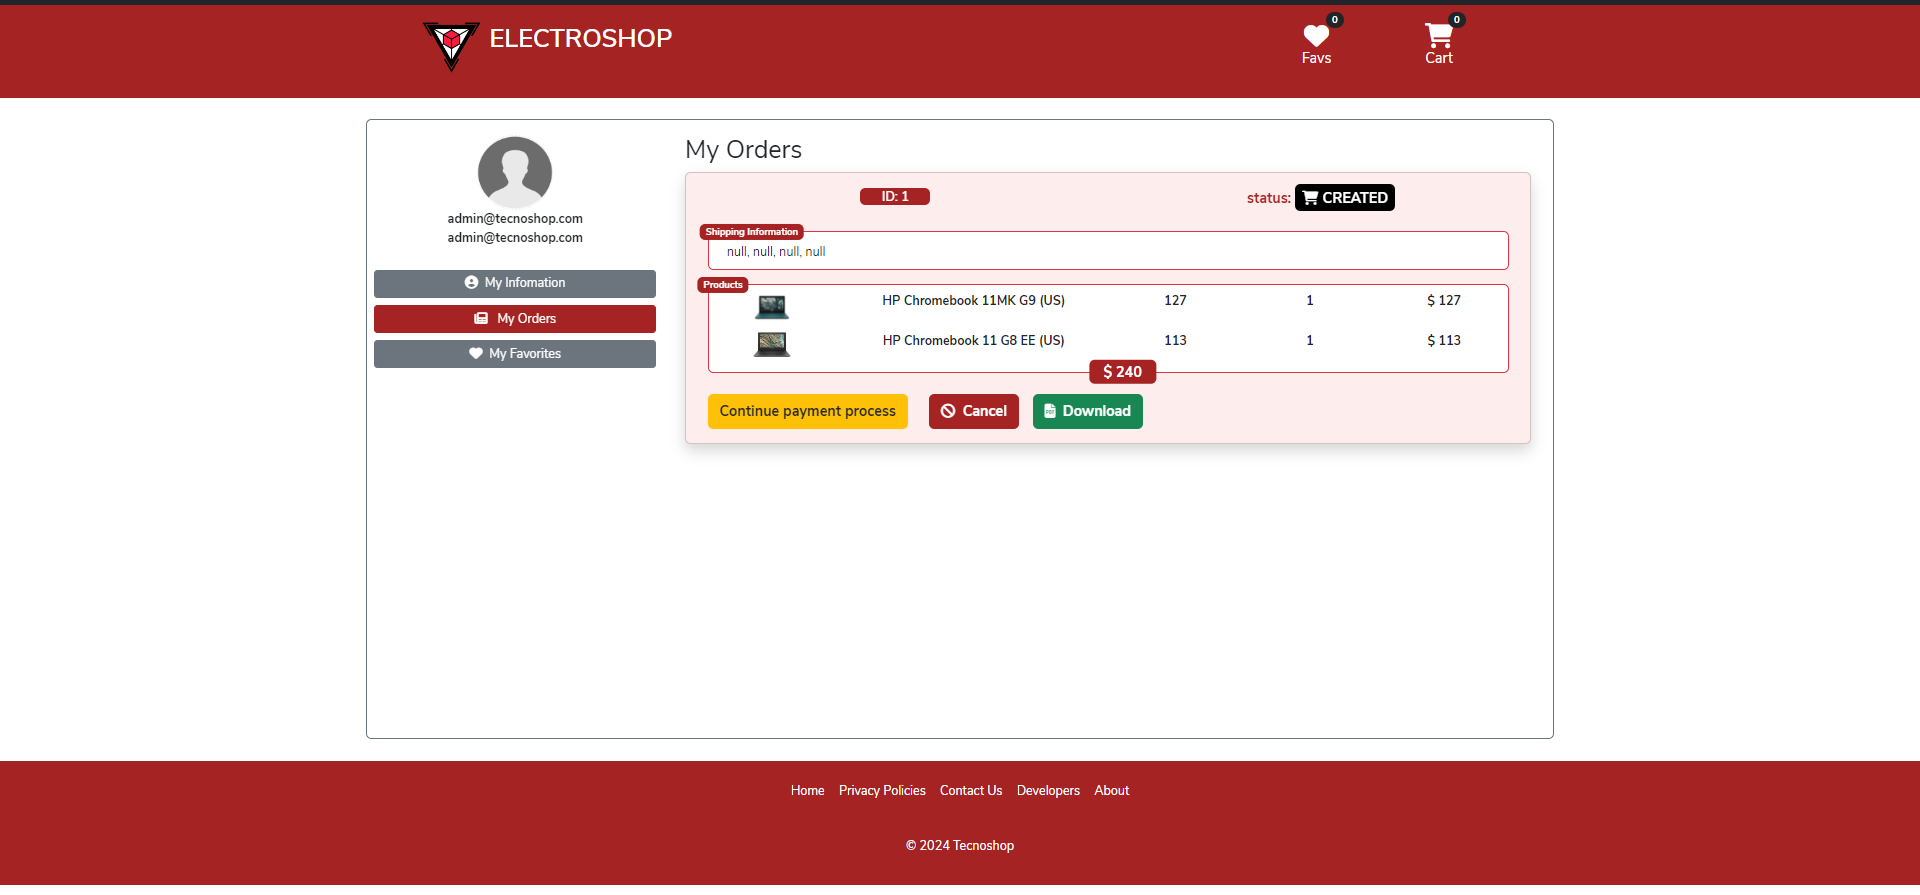 ELECTROSHOP
0
Favs
0
Cart
admin@tecnoshop.com
admin@tecnoshop.com
My Infomation
My Orders
My Favorites
My Orders
ID: 1
status: CREATED
Shipping Information
null, null, null, null
Products
HP Chromebook 11MK G9 (US) 127 1 $ 127
HP Chromebook 11 G8 EE (US) 113 1 $ 113
$ 240
Continue payment process Cancel Download
Home Privacy Policies Contact Us Developers About
© 2024 Tecnoshop